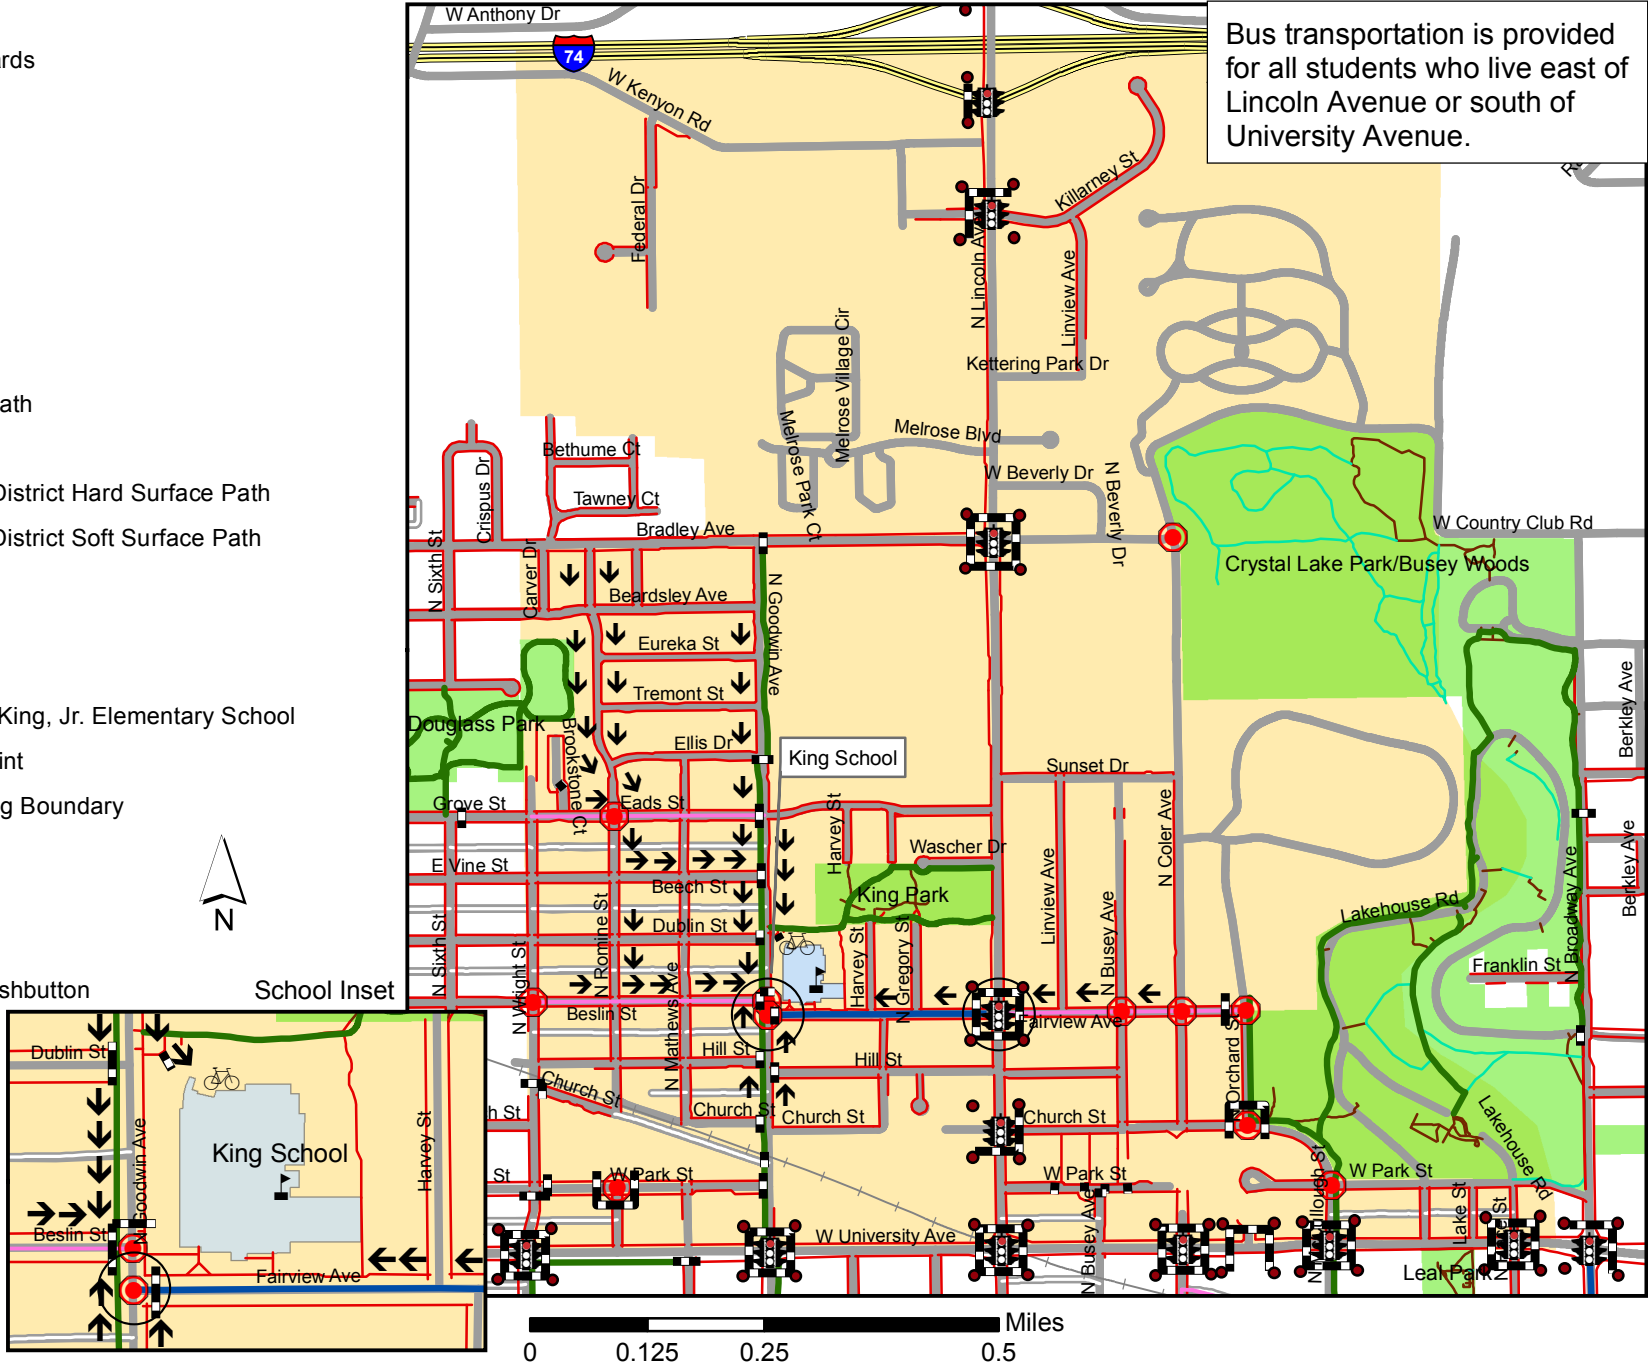 W Anthony Dr
74
Bus transportation is provided
for all students who live east of
Lincoln Avenue or south of
University Avenue.
W Kenyon Rd
Federal Dr
Killarney St
N Lincoln Ave
Linview Ave
Kettering Park Dr
Melrose Village Cir
Melrose Park Ct
Melrose Blvd
W Beverly Dr
N Beverly Dr
Bethume Ct
Tawney Ct
Crispus Dr
Bradley Ave
N Sixth St
Carver Dr
Beardsley Ave
N Goodwin Ave
Eureka St
Tremont St
Ellis Dr
Douglass Park
Brookstone Ct
King School
Grove St
Eads St
Harvey St
Sunset Dr
W Country Club Rd
Crystal Lake Park/Busey Woods
Berkley Ave
Berkley Ave
E Vine St
Beech St
Dublin St
Wascher Dr
King Park
Linview Ave
N Busey Ave
N Coler Ave
Lakehouse Rd
N Broadway Ave
Franklin St
N Sixth St
N Wright St
N Romine St
N Mathews Ave
Harvey St
N Gregory St
Beslin St
Fairview Ave
Hill St
Hill St
Church St
Church St
Church St
Church St
h St
St
Orchard St
W Park St
W Park St
W Park St
W University Ave
N Busey Ave
Lakehouse Rd
Lake St
Leal Park
rds
ath
District Hard Surface Path
District Soft Surface Path
King, Jr. Elementary School
int
g Boundary
N
shbutton
School Inset
Dublin St
N Goodwin Ave
King School
Harvey St
Beslin St
Fairview Ave
Miles
0 0.125 0.25 0.5